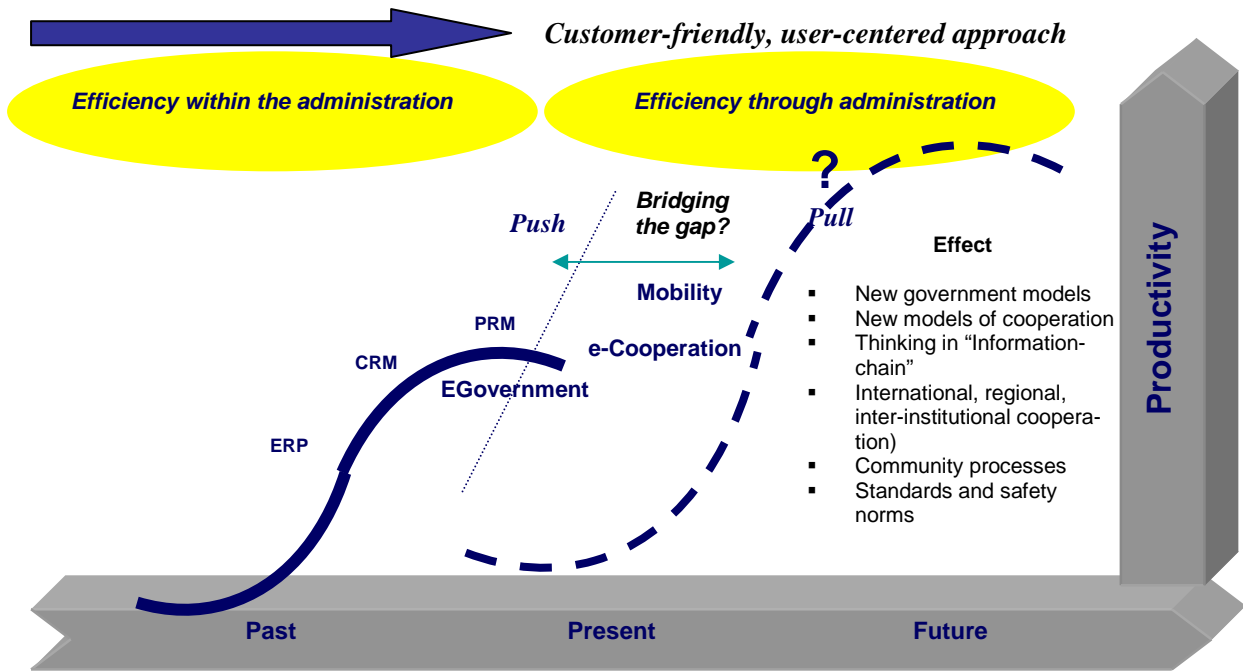 Customer-friendly, user-centered approach
Efficiency within the administration
Efficiency through administration
?
Push
Bridging
the gap?
Pull
Effect
Mobility
PRM
e-Cooperation
CRM
EGovernment
ERP
▪ New government models
▪ New models of cooperation
▪ Thinking in “Information-
chain”
▪ International, regional,
inter-institutional coopera-
tion)
▪ Community processes
▪ Standards and safety
norms
Productivity
Past
Present
Future